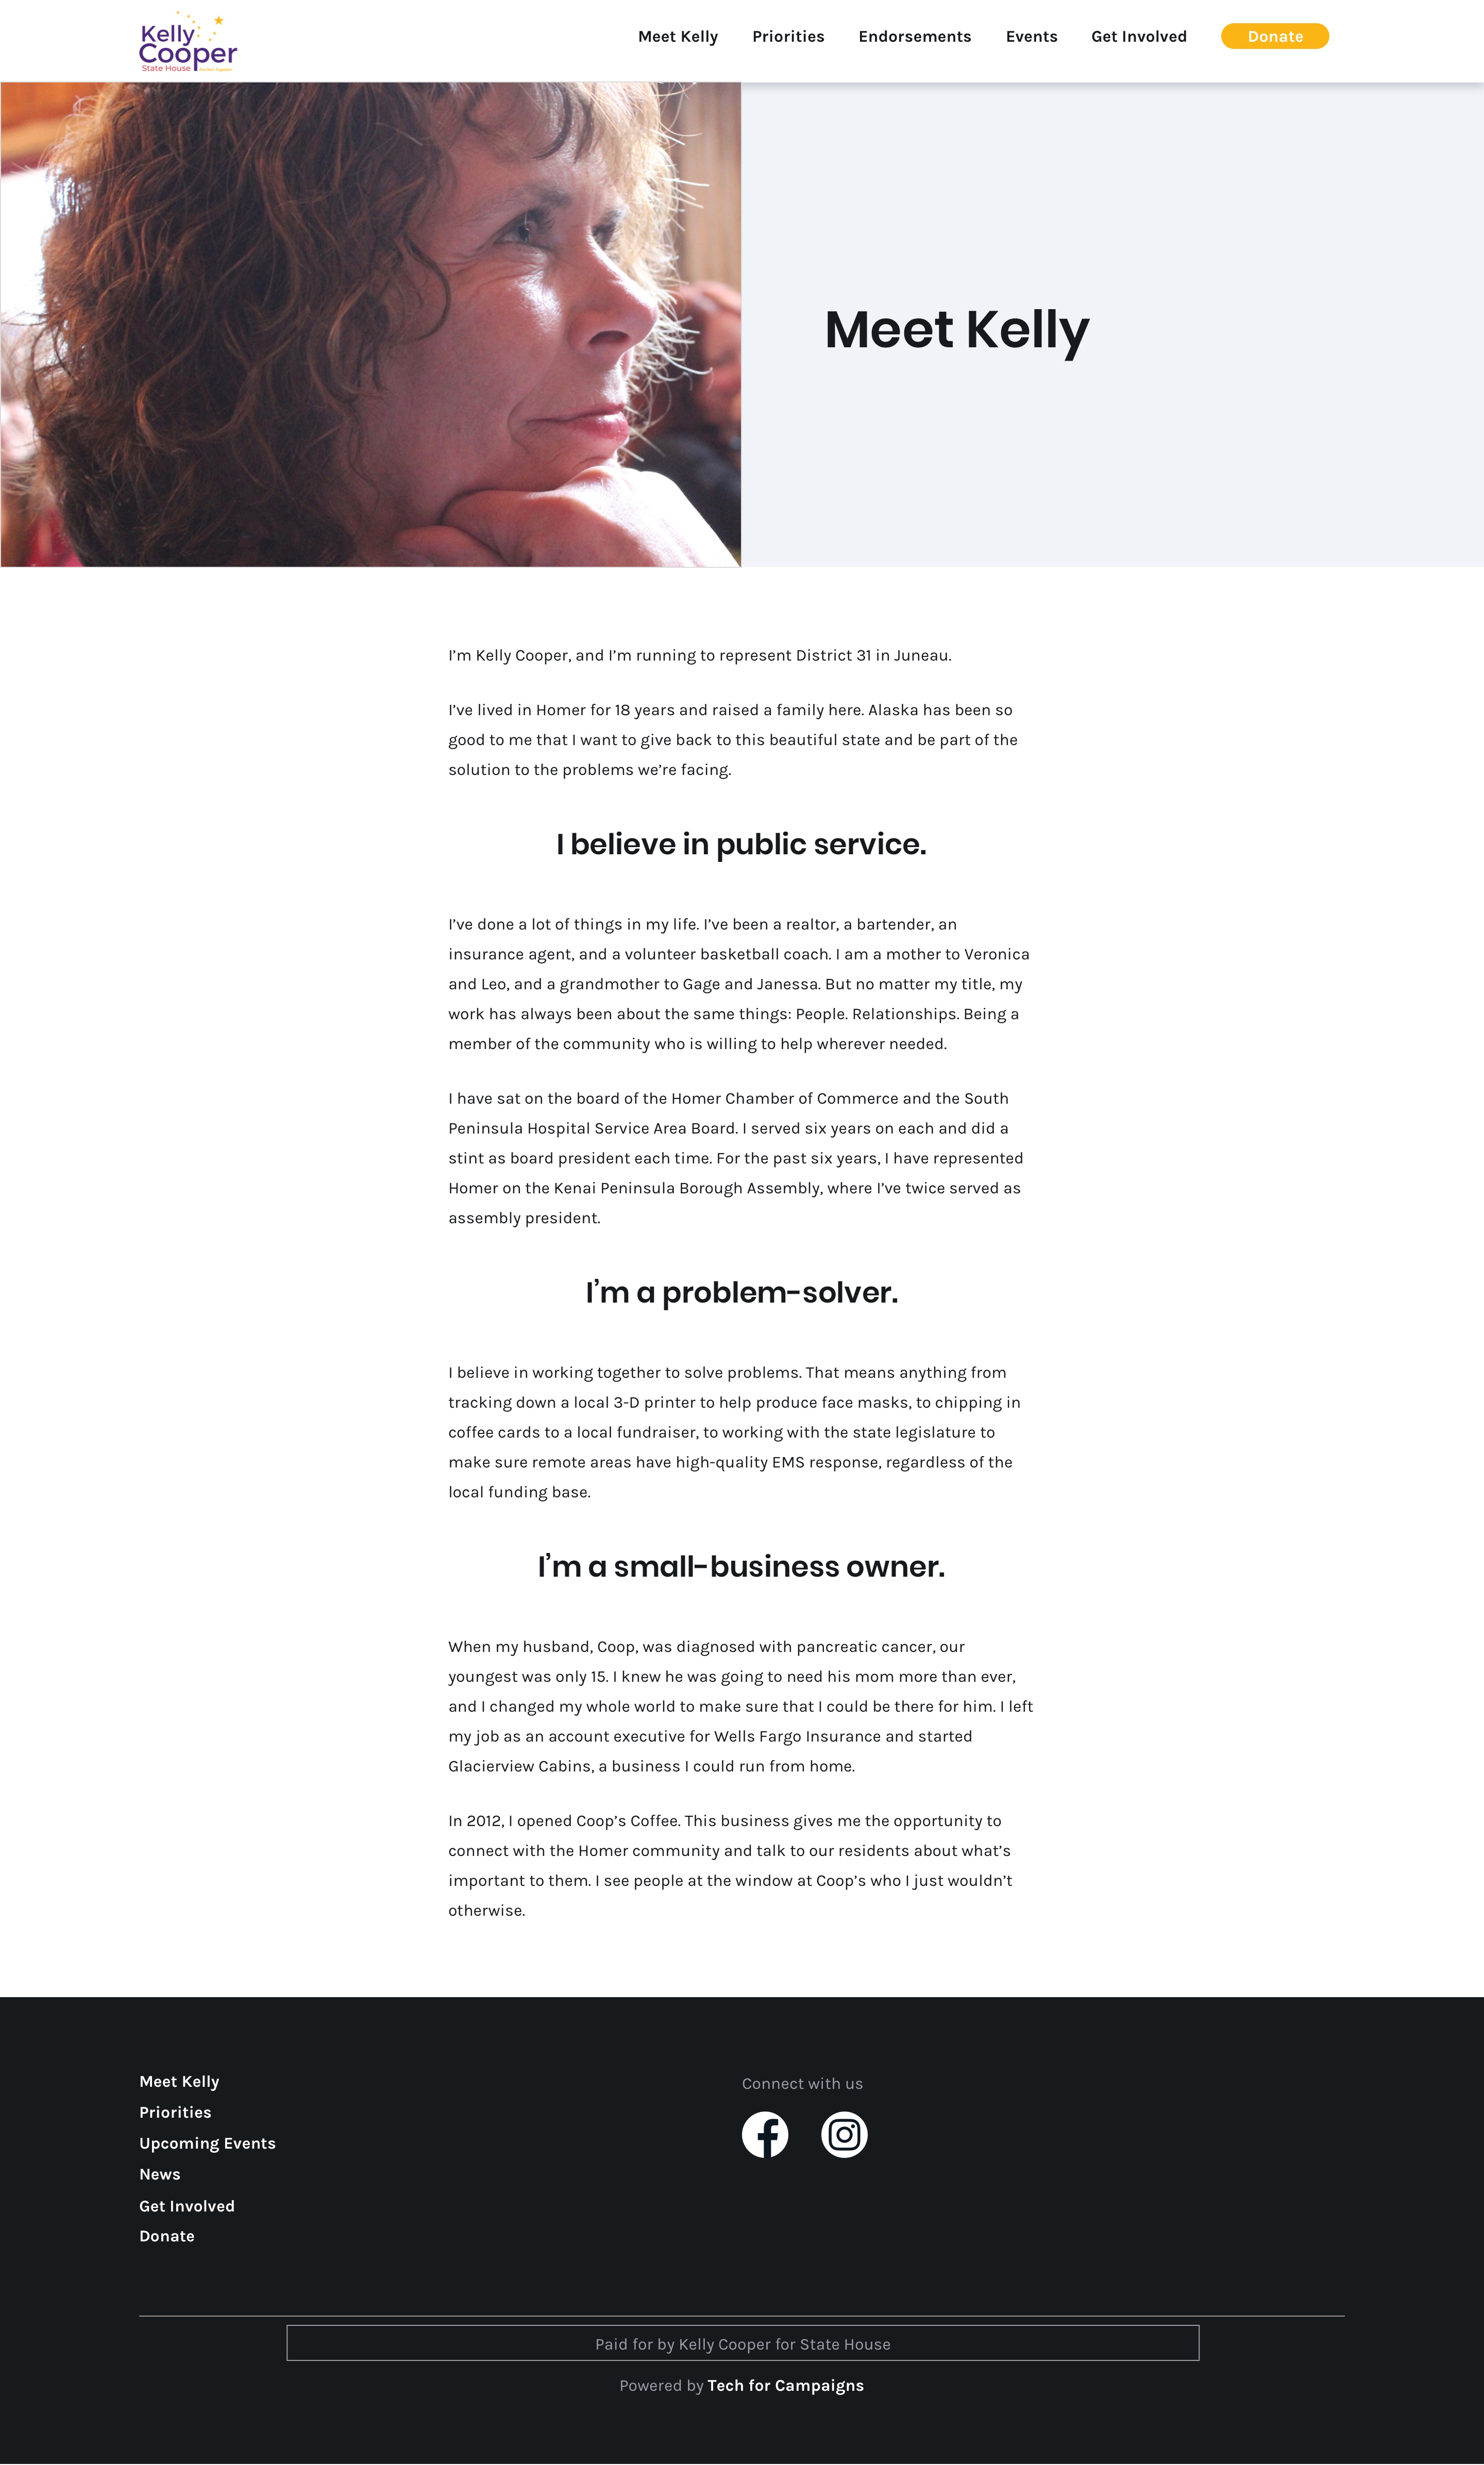 Kelly
Cooper
State House
Meet Kelly Priorities Endorsements Events Get Involved Donate
Meet Kelly
I’m Kelly Cooper, and I’m running to represent District 31 in Juneau.
I’ve lived in Homer for 18 years and raised a family here. Alaska has been so
good to me that I want to give back to this beautiful state and be part of the
solution to the problems we’re facing.
I believe in public service.
I’ve done a lot of things in my life. I’ve been a realtor, a bartender, an
insurance agent, and a volunteer basketball coach. I am a mother to Veronica
and Leo, and a grandmother to Gage and Janessa. But no matter my title, my
work has always been about the same things: People. Relationships. Being a
member of the community who is willing to help wherever needed.
I have sat on the board of the Homer Chamber of Commerce and the South
Peninsula Hospital Service Area Board. I served six years on each and did a
stint as board president each time. For the past six years, I have represented
Homer on the Kenai Peninsula Borough Assembly, where I’ve twice served as
assembly president.
I’m a problem-solver.
I believe in working together to solve problems. That means anything from
tracking down a local 3-D printer to help produce face masks, to chipping in
coffee cards to a local fundraiser, to working with the state legislature to
make sure remote areas have high-quality EMS response, regardless of the
local funding base.
I’m a small-business owner.
When my husband, Coop, was diagnosed with pancreatic cancer, our
youngest was only 15. I knew he was going to need his mom more than ever,
and I changed my whole world to make sure that I could be there for him. I left
my job as an account executive for Wells Fargo Insurance and started
Glacierview Cabins, a business I could run from home.
In 2012, I opened Coop’s Coffee. This business gives me the opportunity to
connect with the Homer community and talk to our residents about what’s
important to them. I see people at the window at Coop’s who I just wouldn’t
otherwise.
Meet Kelly
Priorities
Upcoming Events
News
Get Involved
Donate
Connect with us
Paid for by Kelly Cooper for State House
Powered by Tech for Campaigns